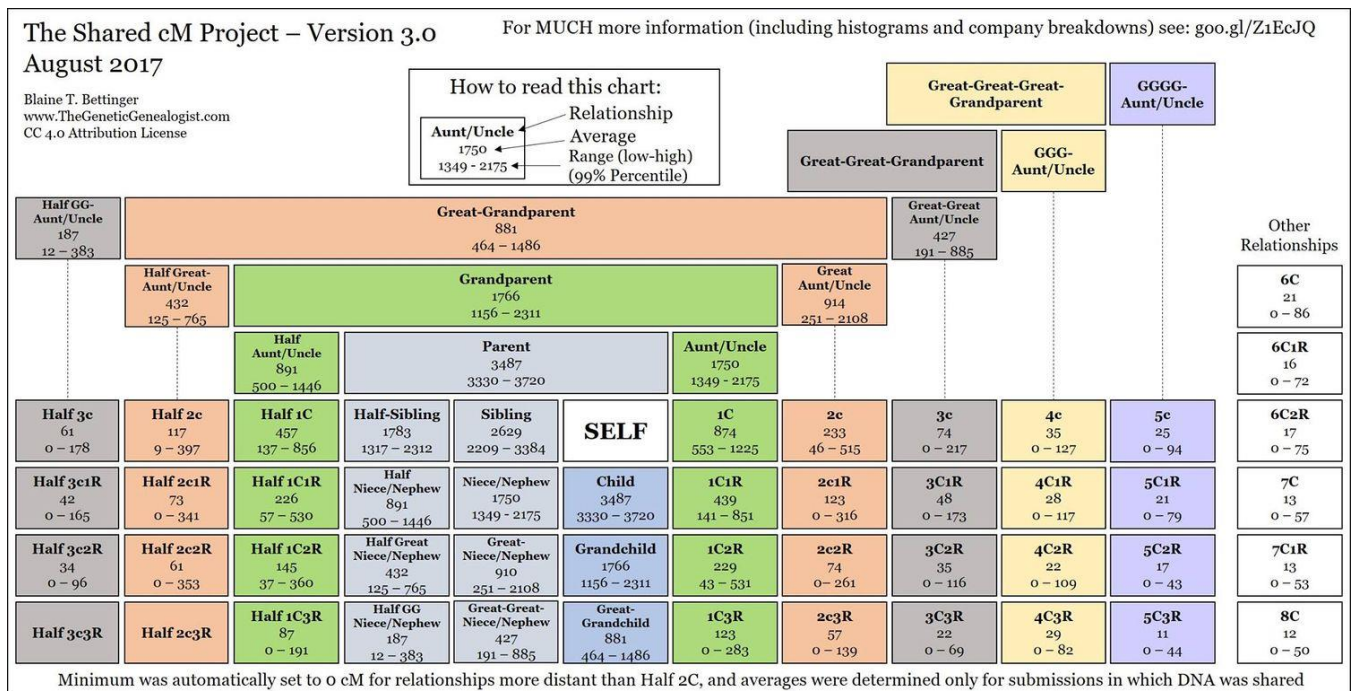 The Shared cM Project – Version 3.0
August 2017
For MUCH more information (including histograms and company breakdowns) see: goo.gl/Z1EcJQ
Blaine T. Bettinger
www.TheGeneticGenealogist.com
CC 4.0 Attribution License
How to read this chart:
Relationship
Average
Range (low-high)
(99% Percentile)
Aunt/Uncle
1750
1349 - 2175
Great-Great-Great-
Grandparent
GGGG-
Aunt/Uncle
Great-Great-Grandparent
GGG-
Aunt/Uncle
Half GG-
Aunt/Uncle
187
12 – 383
Great-Grandparent
881
464 – 1486
Great-Great
Aunt/Uncle
427
191 – 885
Other
Relationships
Half Great-
Aunt/Uncle
432
125 – 765
Grandparent
1766
1156 – 2311
Great
Aunt/Uncle
914
251 – 2108
6C
21
0 – 86
Half
Aunt/Uncle
891
500 – 1446
Parent
3487
3330 – 3720
Aunt/Uncle
1750
1349 - 2175
6C1R
16
0 – 72
Half 3c
61
0 – 178
Half 2c
117
9 – 397
Half 1C
457
137 – 856
Half-Sibling
1783
1317 – 2312
Sibling
2629
2209 – 3384
SELF
1C
874
553 – 1225
2c
233
46 – 515
3c
74
0 – 217
4c
35
0 – 127
5c
25
0 – 94
6C2R
17
0 – 75
Half 3c1R
42
0 – 165
Half 2c1R
73
0 – 341
Half 1C1R
226
57 – 530
Half
Niece/Nephew
891
500 – 1446
Niece/Nephew
1750
1349 - 2175
Child
3487
3330 – 3720
1C1R
439
141 – 851
2c1R
123
0 – 316
3C1R
48
0 – 173
4C1R
28
0 – 117
5C1R
21
0 – 79
7C
13
0 – 57
Half 3c2R
34
0 – 96
Half 2c2R
61
0 – 353
Half 1C2R
145
37 – 360
Half Great
Niece/Nephew
432
125 – 765
Great-
Niece/Nephew
910
251 – 2108
Grandchild
1766
1156 – 2311
1C2R
229
43 – 531
2c2R
74
0 – 261
3C2R
35
0 – 116
4C2R
22
0 – 109
5C2R
17
0 – 43
7C1R
13
0 – 53
Half 3c3R
Half 2c3R
Half 1C3R
87
0 – 191
Half GG
Niece/Nephew
187
12 – 383
Great-Great-
Niece/Nephew
427
191 – 885
Great-
Grandchild
881
464 – 1486
1C3R
123
0 – 283
2c3R
57
0 – 139
3C3R
22
0 – 69
4C3R
29
0 – 82
5C3R
11
0 – 44
8C
12
0 – 50
Minimum was automatically set to 0 cM for relationships more distant than Half 2C, and averages were determined only for submissions in which DNA was shared